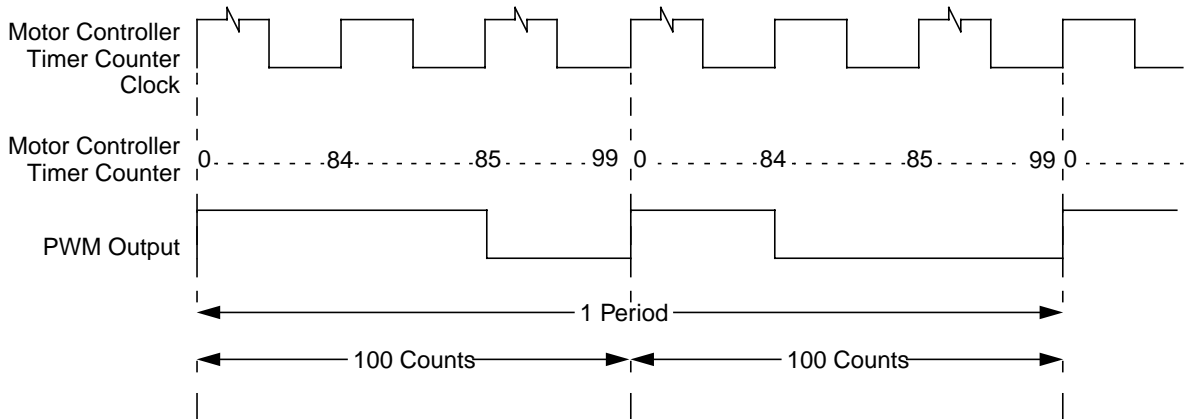 Motor Controller
Timer Counter
Clock
Motor Controller
Timer Counter
0 84 85 99 0 84 85 99 0
PWM Output
1 Period
100 Counts 100 Counts